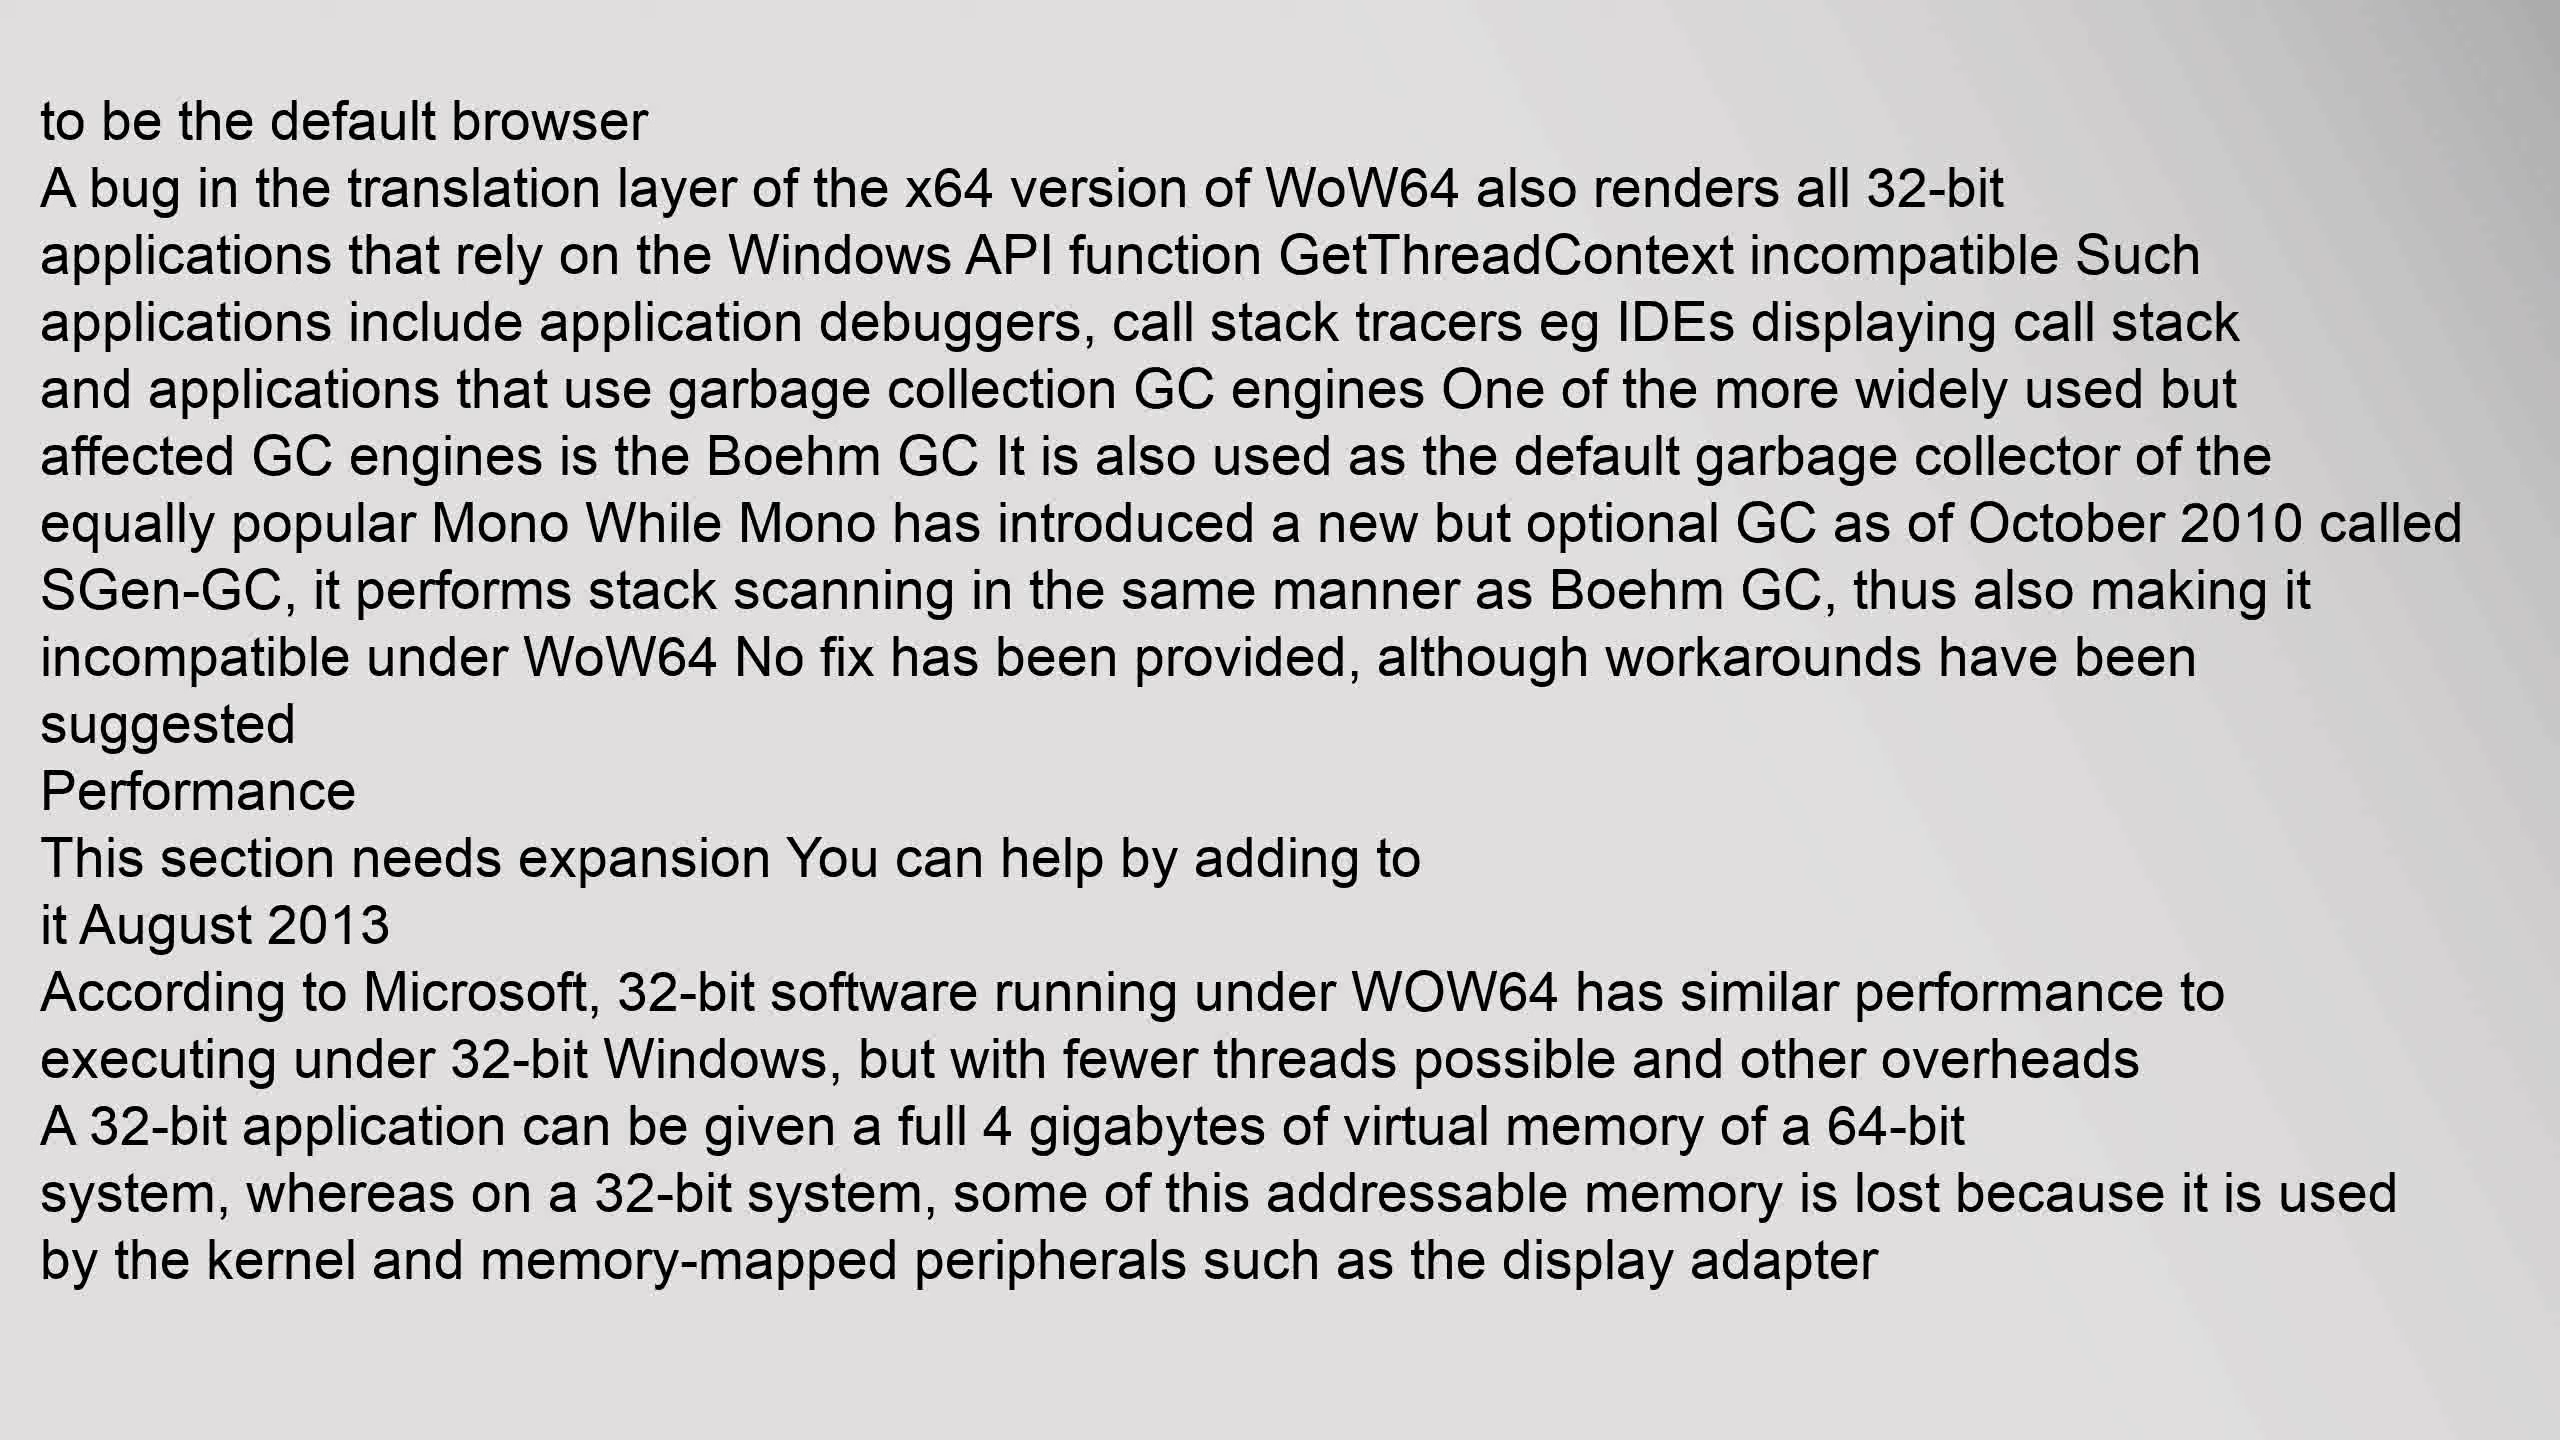 to be the default browser
A bug in the translation layer of the x64 version of WoW64 also renders all 32-bit
applications that rely on the Windows API function GetThreadContext incompatible Such
applications include application debuggers, call stack tracers eg IDEs displaying call stack
and applications that use garbage collection GC engines One of the more widely used but
affected GC engines is the Boehm GC It is also used as the default garbage collector of the
equally popular Mono While Mono has introduced a new but optional GC as of October 2010 called
SGen-GC, it performs stack scanning in the same manner as Boehm GC, thus also making it
incompatible under WoW64 No fix has been provided, although workarounds have been
suggested
Performance
This section needs expansion You can help by adding to
it August 2013
According to Microsoft, 32-bit software running under WOW64 has similar performance to
executing under 32-bit Windows, but with fewer threads possible and other overheads
A 32-bit application can be given a full 4 gigabytes of virtual memory of a 64-bit
system, whereas on a 32-bit system, some of this addressable memory is lost because it is used
by the kernel and memory-mapped peripherals such as the display adapter